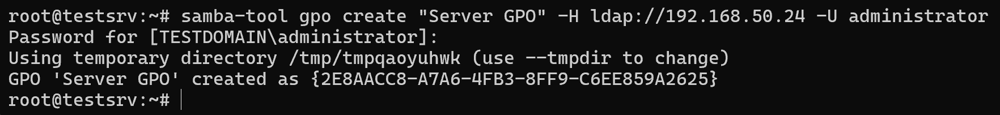 root@testsrv:~# samba-tool gpo create "Server GPO" -H ldap://192.168.50.24 -U administrator
Password for [TESTDOMAIN\administrator]:
Using temporary directory /tmp/tmpqaoyuhwk (use --tmpdir to change)
GPO 'Server GPO' created as {2E8AACC8-A7A6-4FB3-8FF9-C6EE859A2625}
root@testsrv:~#